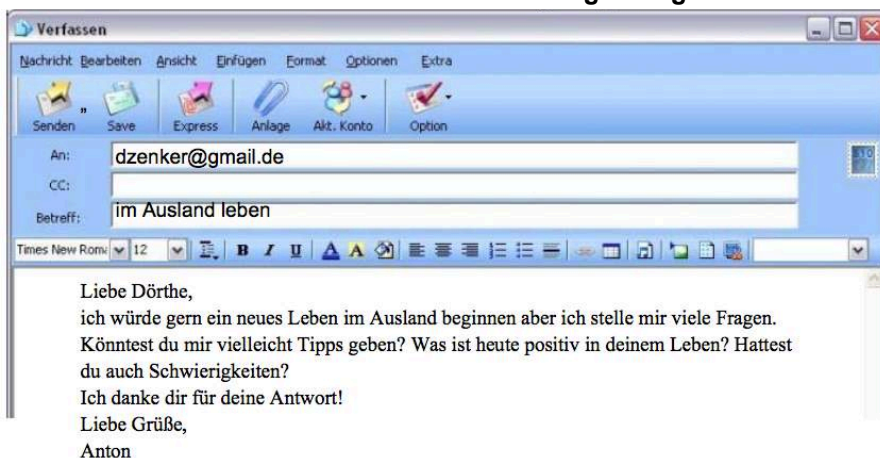 Verfassen
Nachricht Bearbeiten Ansicht Einfügen Format Optionen Extra
"
Senden Save Express Anlage Akt. Konto Option
An: dzenker@gmail.de
CC:
Betreff: im Ausland leben
Times New Roma 12 B I U A A
Liebe Dörthe,
ich würde gern ein neues Leben im Ausland beginnen aber ich stelle mir viele Fragen.
Könntest du mir vielleicht Tipps geben? Was ist heute positiv in deinem Leben? Hattest
du auch Schwierigkeiten?
Ich danke dir für deine Antwort!
Liebe Grüße,
Anton